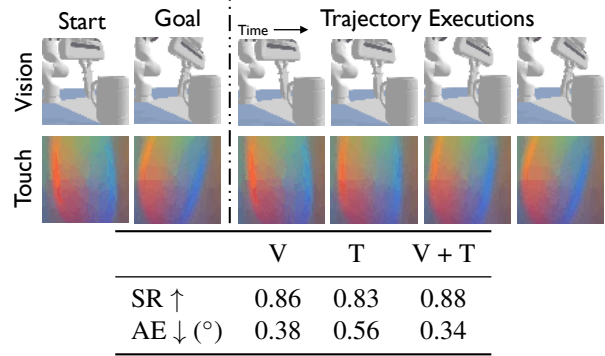 Start Goal Trajectory Executions
Time
Vision
Touch
V T V + T
SR ↑ 0.86 0.83 0.88
AE ↓ (°) 0.38 0.56 0.34